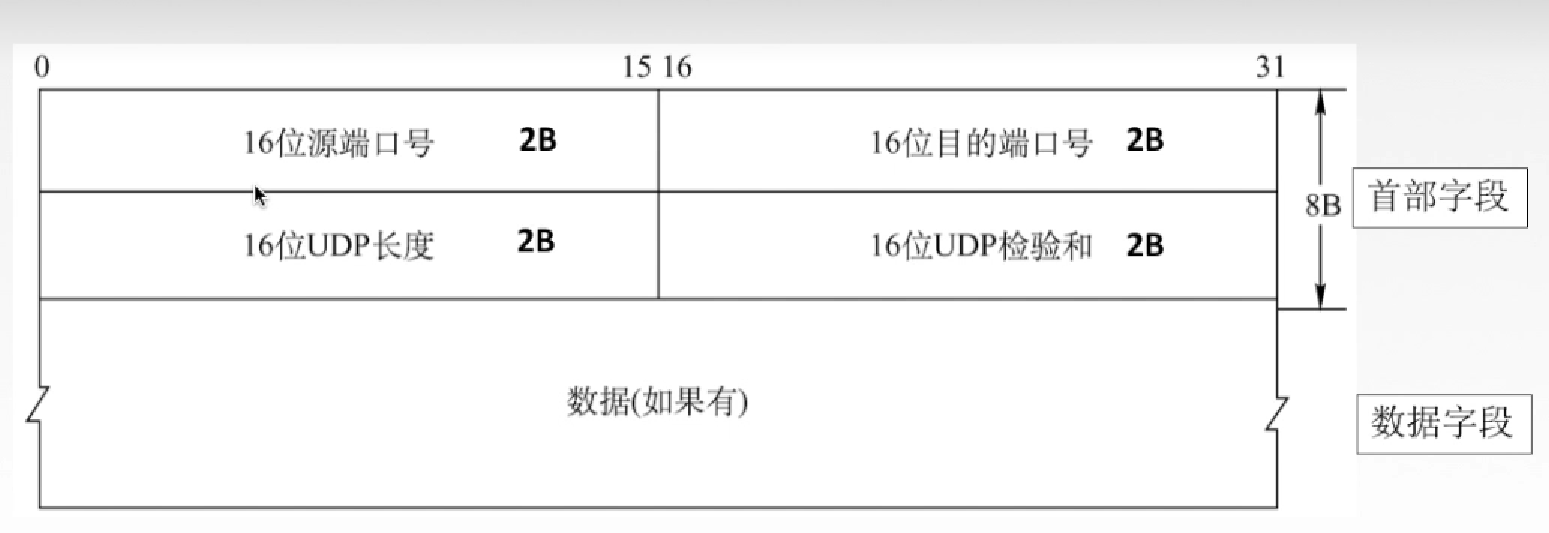 0 15 16 31
16位源端口号 2B 16位目的端口号 2B
8B 首部字段
16位UDP长度 2B 16位UDP检验和 2B
数据(如果有)
数据字段